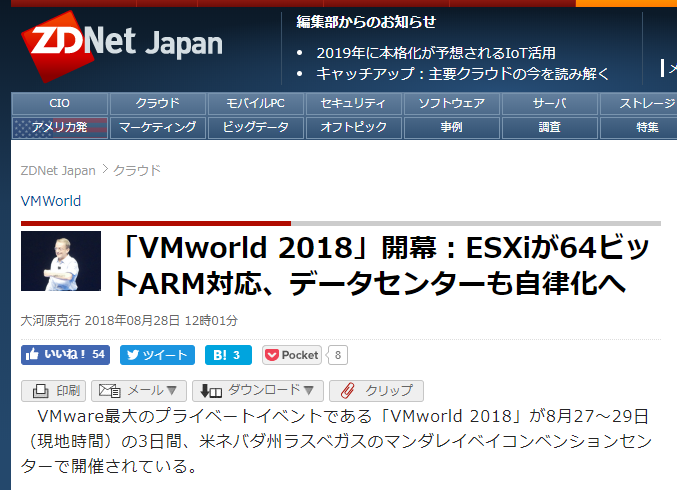 ZDNet Japan
編集部からのお知らせ
• 2019年に本格化が予想されるIoT活用
• キャッチアップ：主要クラウドの今を読み解く
CIO クラウド モバイルPC セキュリティ ソフトウェア サーバ ストレージ
アメリカ発 マーケティング ビッグデータ オフトピック 事例 調査 特集
ZDNet Japan > クラウド
VMWorld
「VMworld 2018」開幕：ESXiが64ビッ
トARM対応、データセンターも自律化へ
大河原克行 2018年08月28日 12時01分
いいね！ 54 ツイート B! 3 Pocket 8
印刷 メール▼ ダウンロード▼ クリップ
VMware最大のプライベートイベントである「VMworld 2018」が8月27～29日
（現地時間）の3日間、米ネバダ州ラスベガスのマンダレイベイコンベンションセン
ターで開催されている。